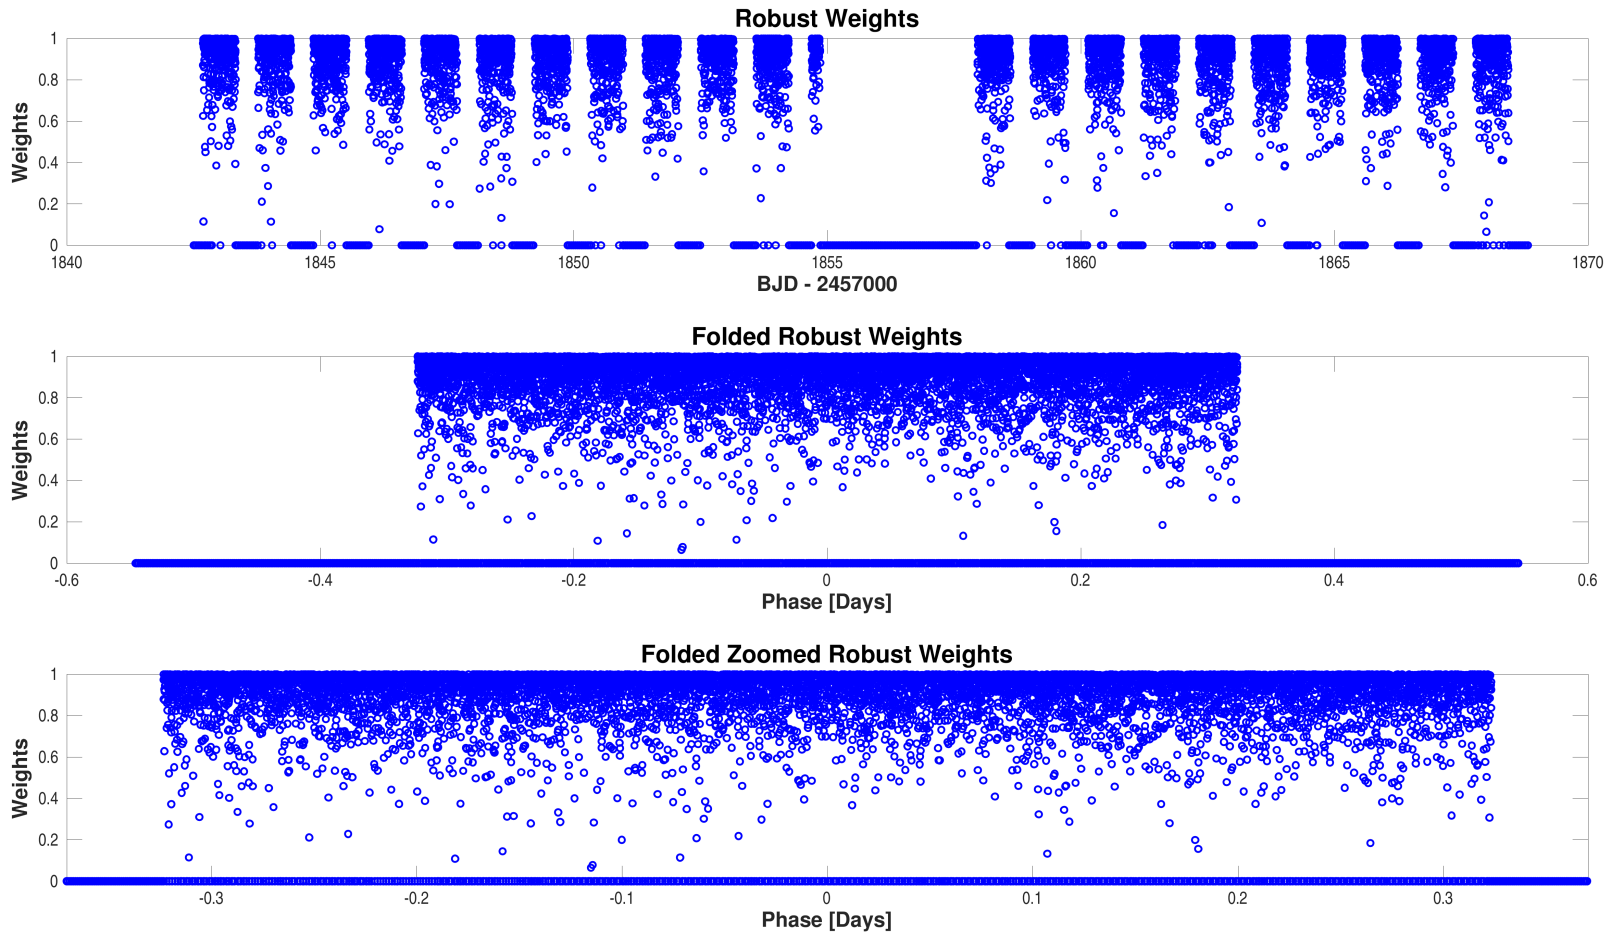 Robust Weights
1
0.8
0.6
0.4
0.2
0
Weights
1840 1845 1850 1855 1860 1865 1870
BJD - 2457000
Folded Robust Weights
1
0.8
0.6
0.4
0.2
0
Weights
-0.6 -0.4 -0.2 0 0.2 0.4 0.6
Phase [Days]
Folded Zoomed Robust Weights
1
0.8
0.6
0.4
0.2
0
Weights
-0.3 -0.2 -0.1 0 0.1 0.2 0.3
Phase [Days]